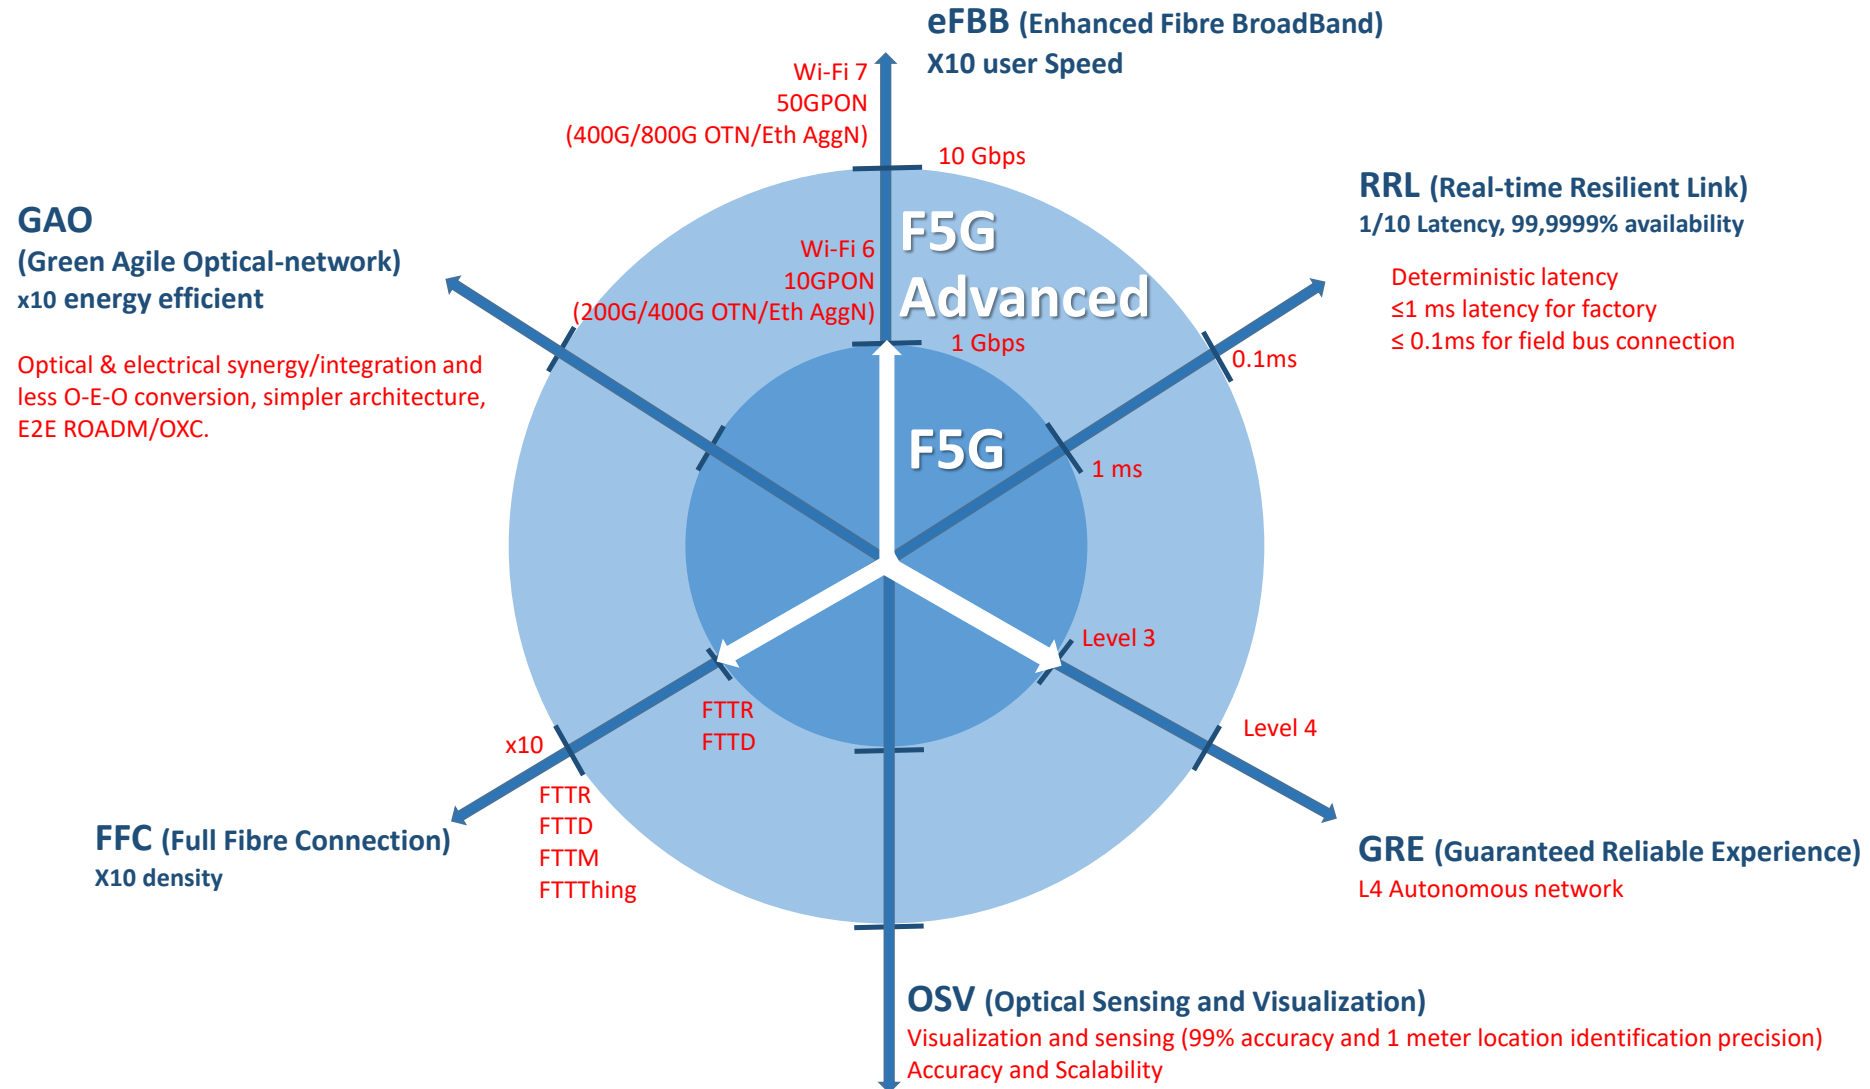 eFBB (Enhanced Fibre BroadBand)
X10 user Speed
Wi-Fi 7
50GPON
(400G/800G OTN/Eth AggN)
10 Gbps
RRL (Real-time Resilient Link)
1/10 Latency, 99,9999% availability
Deterministic latency
≤1 ms latency for factory
≤ 0.1ms for field bus connection
GAO
(Green Agile Optical-network)
x10 energy efficient
Optical & electrical synergy/integration and
less O-E-O conversion, simpler architecture,
E2E ROADM/OXC.
F5G
Advanced
Wi-Fi 6
10GPON
(200G/400G OTN/Eth AggN)
1 Gbps
0.1ms
F5G
1 ms
Level 3
FTTR
FTTD
Level 4
x10
FTTR
FTTD
FTTM
FTTThing
FFC (Full Fibre Connection)
X10 density
GRE (Guaranteed Reliable Experience)
L4 Autonomous network
OSV (Optical Sensing and Visualization)
Visualization and sensing (99% accuracy and 1 meter location identification precision)
Accuracy and Scalability